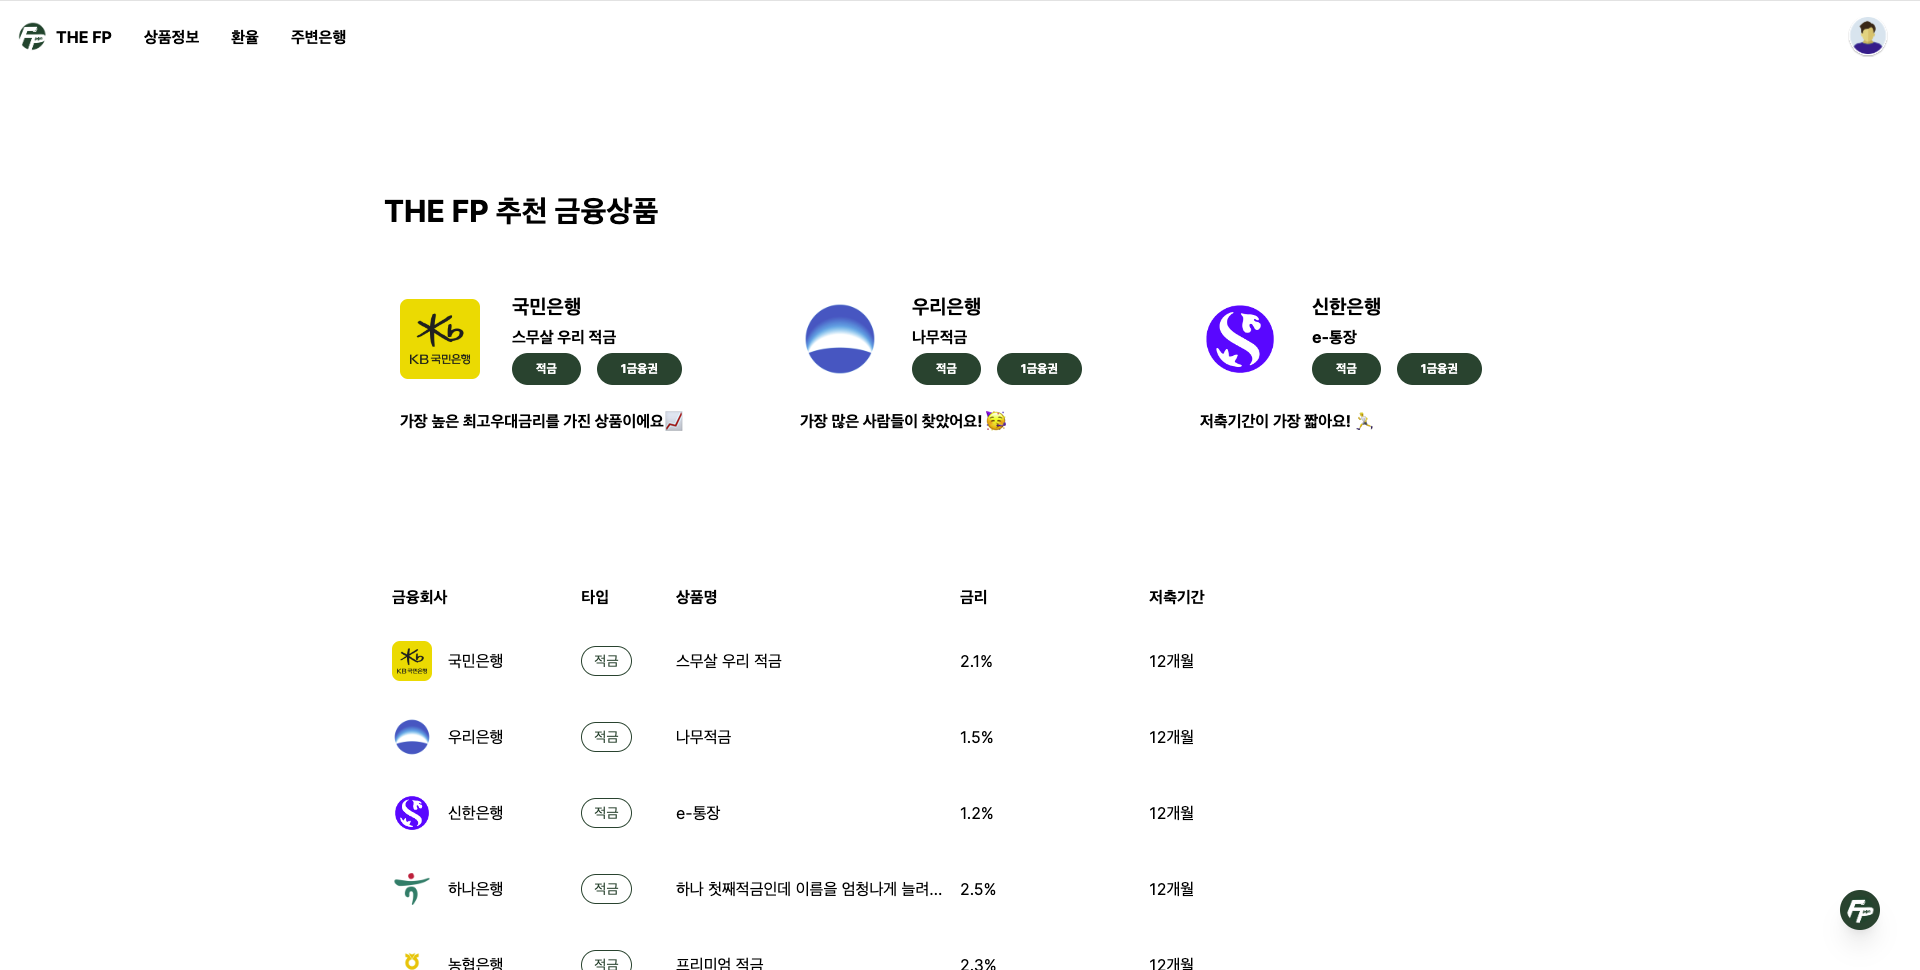 THE FP 상품정보 환율 주변은행
THE FP 추천 금융상품
KB 국민은행
국민은행
스무살 우리 적금
적금 1금융권
가장 높은 최고우대금리를 가진 상품이에요📈
우리은행
나무적금
적금 1금융권
가장 많은 사람들이 찾았어요! 🥳
신한은행
e-통장
적금 1금융권
저축기간이 가장 짧아요! 🏃
금융회사 타입 상품명 금리 저축기간
KB 국민은행 국민은행 적금 스무살 우리 적금 2.1% 12개월
우리은행 적금 나무적금 1.5% 12개월
신한은행 적금 e-통장 1.2% 12개월
하나은행 적금 하나 첫째적금인데 이름을 엄청나게 늘려... 2.5% 12개월
농협은행 적금 프리미엄 적금 2.3% 12개월
FP